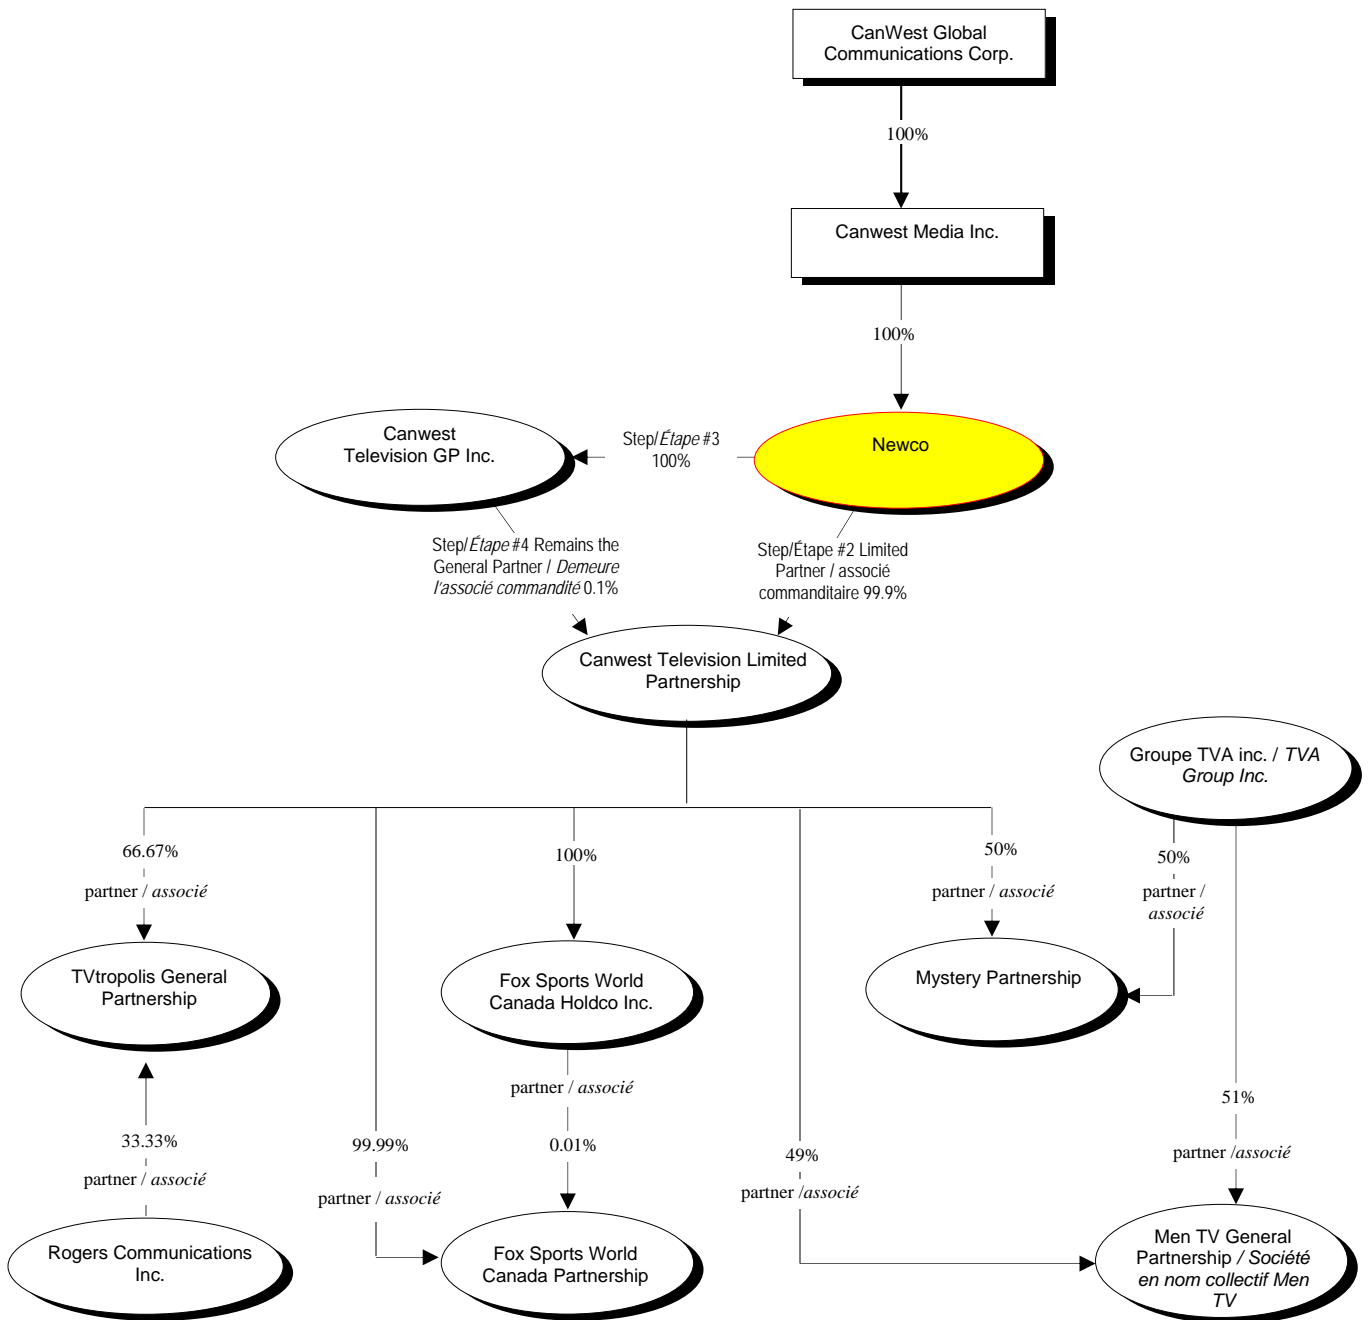 CanWest Global
Communications Corp.
100%
Canwest Media Inc.
100%
Canwest
Television GP Inc.
Step/Étape #3
100%
Newco
Step/Étape #4 Remains the
General Partner / Demeure
l'associé commandité 0.1%
Step/Étape #2 Limited
Partner / associé
commanditaire 99.9%
Canwest Television Limited
Partnership
Groupe TVA inc. / TVA
Group Inc.
66.67%
partner / associé
100%
50%
partner / associé
50%
partner /
associé
TVtropolis General
Partnership
Fox Sports World
Canada Holdco Inc.
Mystery Partnership
partner / associé
33.33%
partner / associé
99.99%
partner / associé
0.01%
49%
partner /associé
51%
partner /associé
Rogers Communications
Inc.
Fox Sports World
Canada Partnership
Men TV General
Partnership / Société
en nom collectif Men
TV